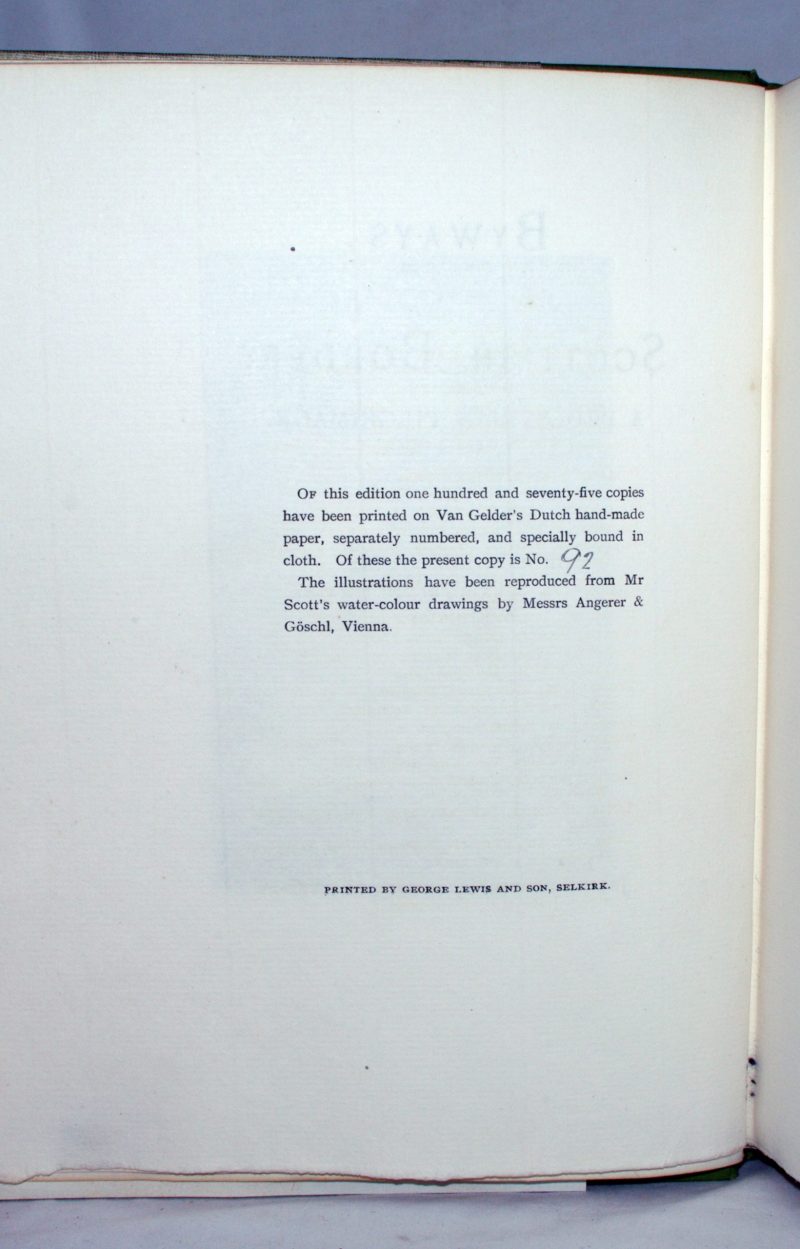 OF this edition one hundred and seventy-five copies
have been printed on Van Gelder's Dutch hand-made
paper, separately numbered, and specially bound in
cloth. Of these the present copy is No. 92
The illustrations have been reproduced from Mr
Scott's water-colour drawings by Messrs Angerer &
Göschl, Vienna.
PRINTED BY GEORGE LEWIS AND SON, SELKIRK.